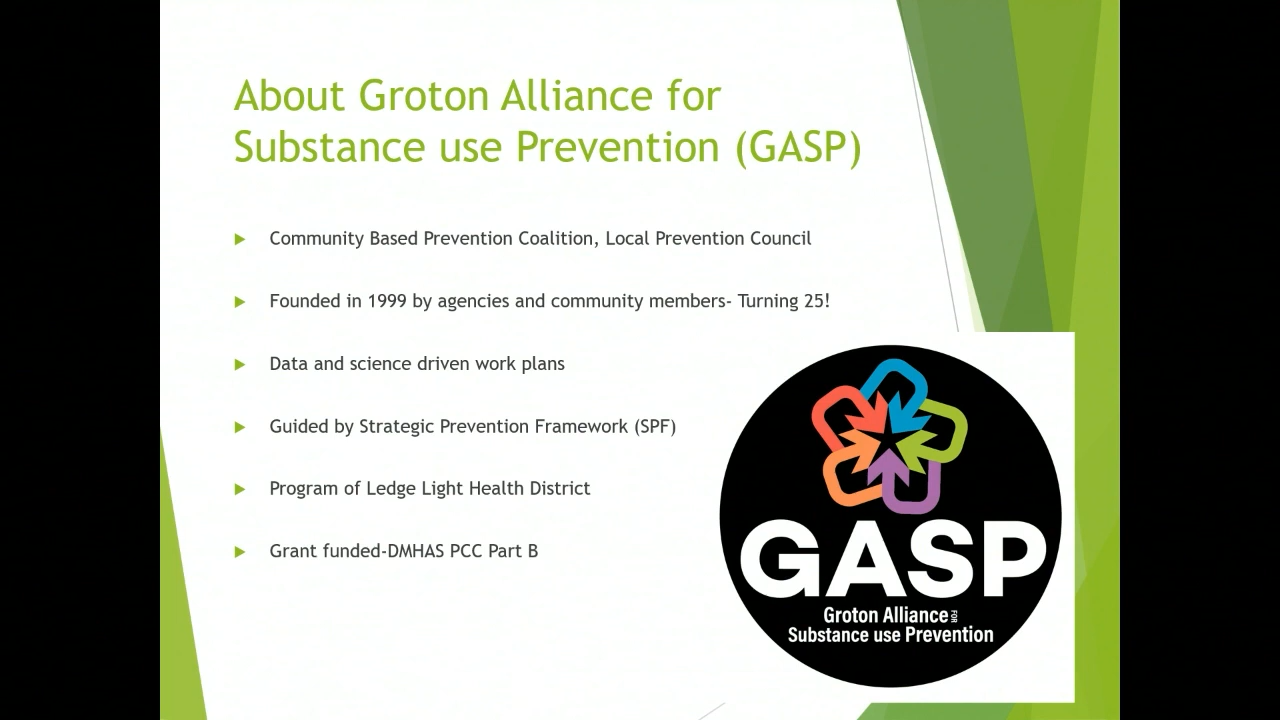 About Groton Alliance for
Substance use Prevention (GASP)
Community Based Prevention Coalition, Local Prevention Council
Founded in 1999 by agencies and community members- Turning 25!
Data and science driven work plans
Guided by Strategic Prevention Framework (SPF)
Program of Ledge Light Health District
Grant funded-DMHAS PCC Part B
GASP
Groton Alliance FOR
Substance use Prevention